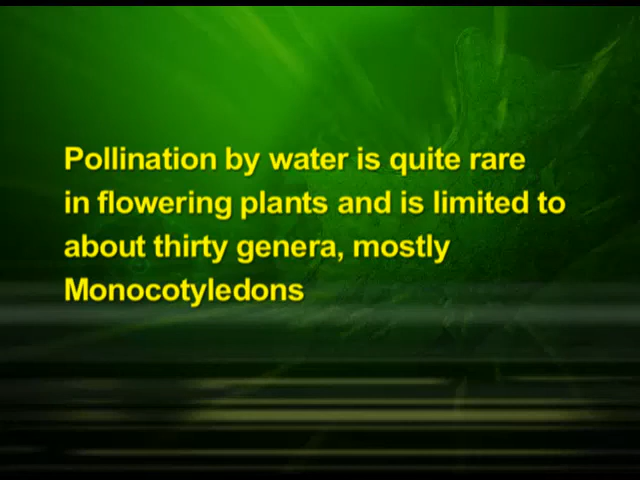 Pollination by water is quite rare
in flowering plants and is limited to
about thirty genera, mostly
Monocotyledons